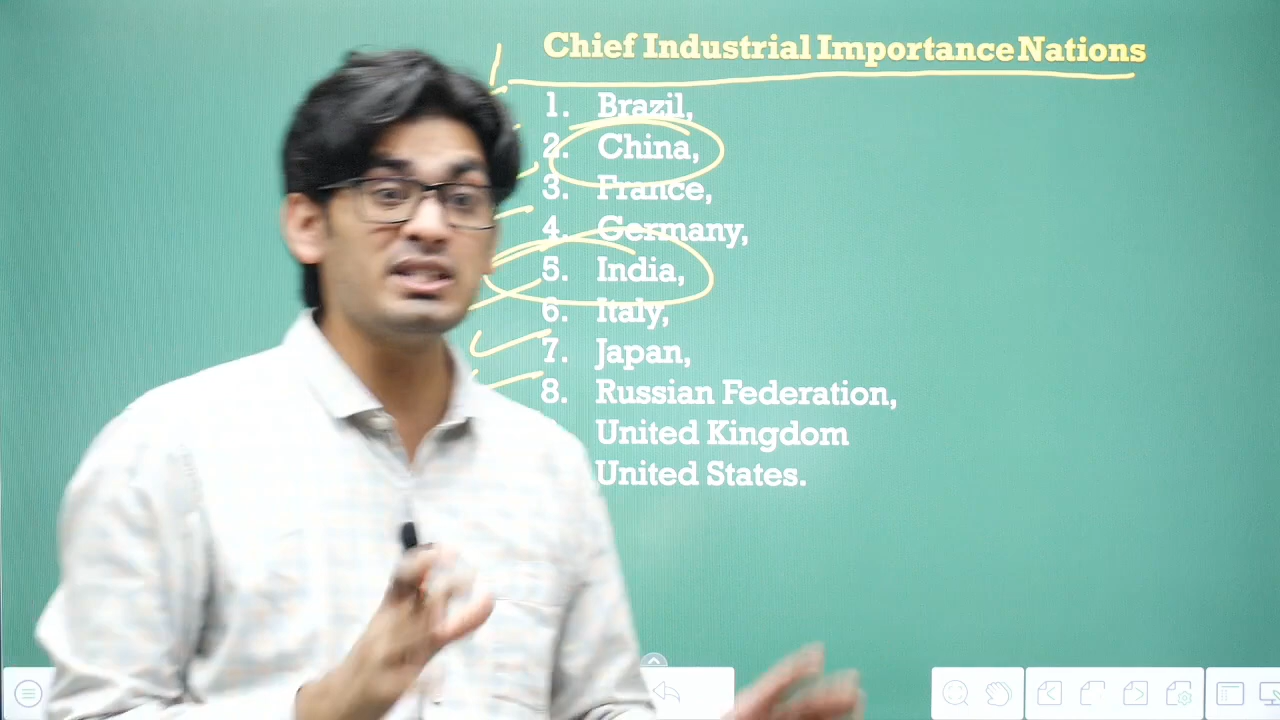 Chief Industrial Importance Nations
1. Brazil,
2. China,
3. France,
4. Germany,
5. India,
6. Italy,
7. Japan,
8. Russian Federation,
United Kingdom
United States.